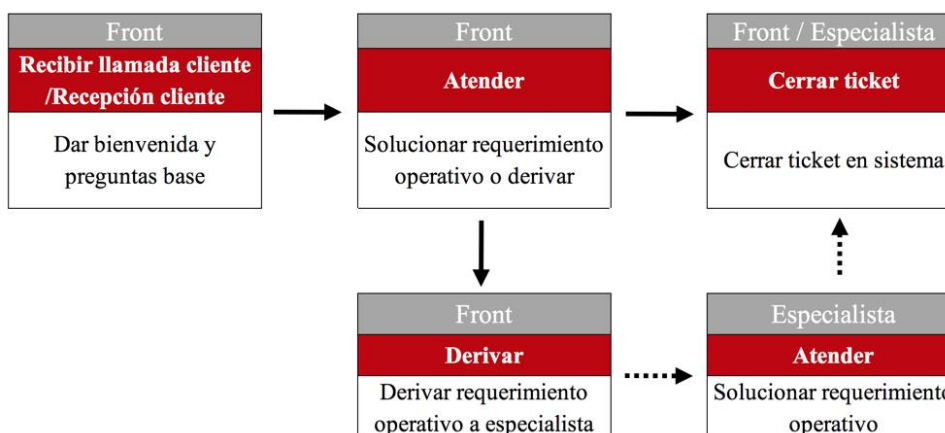 Front
Recibir llamada cliente
/Recepción cliente
Dar bienvenida y
preguntas base
Front
Atender
Solucionar requerimiento
operativo o derivar
Front / Especialista
Cerrar ticket
Cerrar ticket en sistema
Front
Derivar
Derivar requerimiento
operativo a especialista
Especialista
Atender
Solucionar requerimiento
operativo